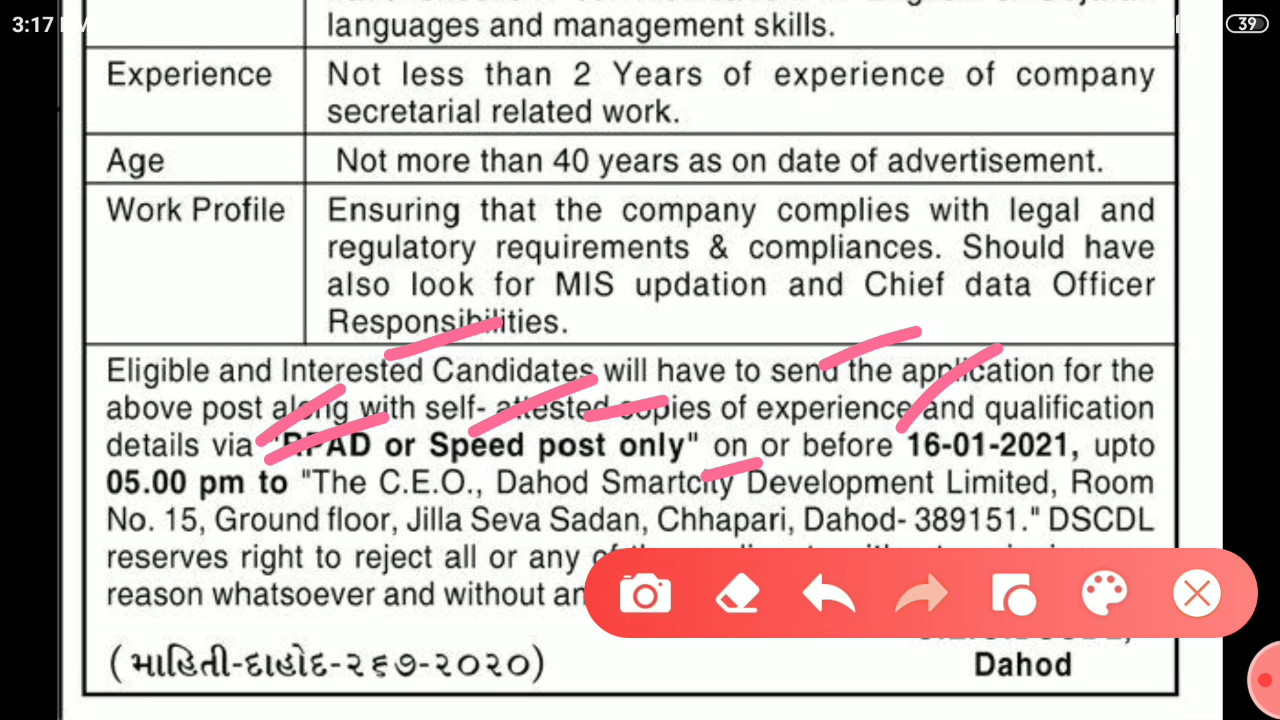 3:17
39
languages and management skills.
Experience
Not less than 2 Years of experience of company
secretarial related work.
Age
Not more than 40 years as on date of advertisement.
Work Profile
Ensuring that the company complies with legal and
regulatory requirements & compliances. Should have
also look for MIS updation and Chief data Officer
Responsibilities.
Eligible and Interested Candidates will have to send the application for the
above post along with self- attested copies of experience and qualification
details via "RPAD or Speed post only" on or before 16-01-2021, upto
05.00 pm to "The C.E.O., Dahod Smartcity Development Limited, Room
No. 15, Ground floor, Jilla Seva Sadan, Chhapari, Dahod- 389151." DSCDL
reserves right to reject all or any
reason whatsoever and without
(માહિતી-દાહોદ-૨૬૭-૨૦૨૦)
Dahod